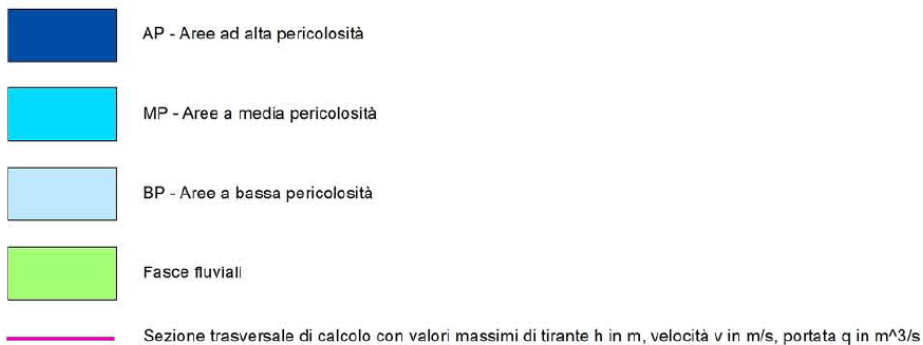 AP - Aree ad alta pericolosità
MP - Aree a media pericolosità
BP - Aree a bassa pericolosità
Fasce fluviali
Sezione trasversale di calcolo con valori massimi di tirante h in m, velocità v in m/s, portata q in m^3/s